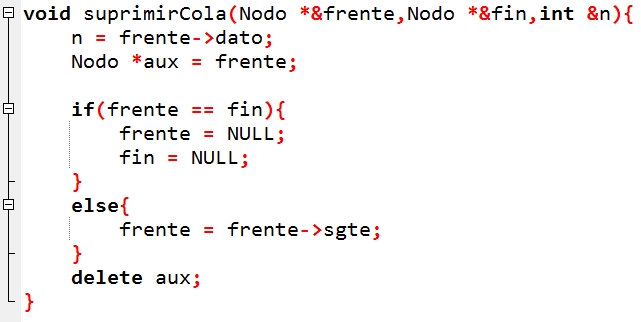 void suprimirCola(Nodo *&frente,Nodo *&fin,int &n){
    n = frente->dato;
    Nodo *aux = frente;

    if(frente == fin){
        frente = NULL;
        fin = NULL;
    }
    else{
        frente = frente->sgte;
    }
    delete aux;
}